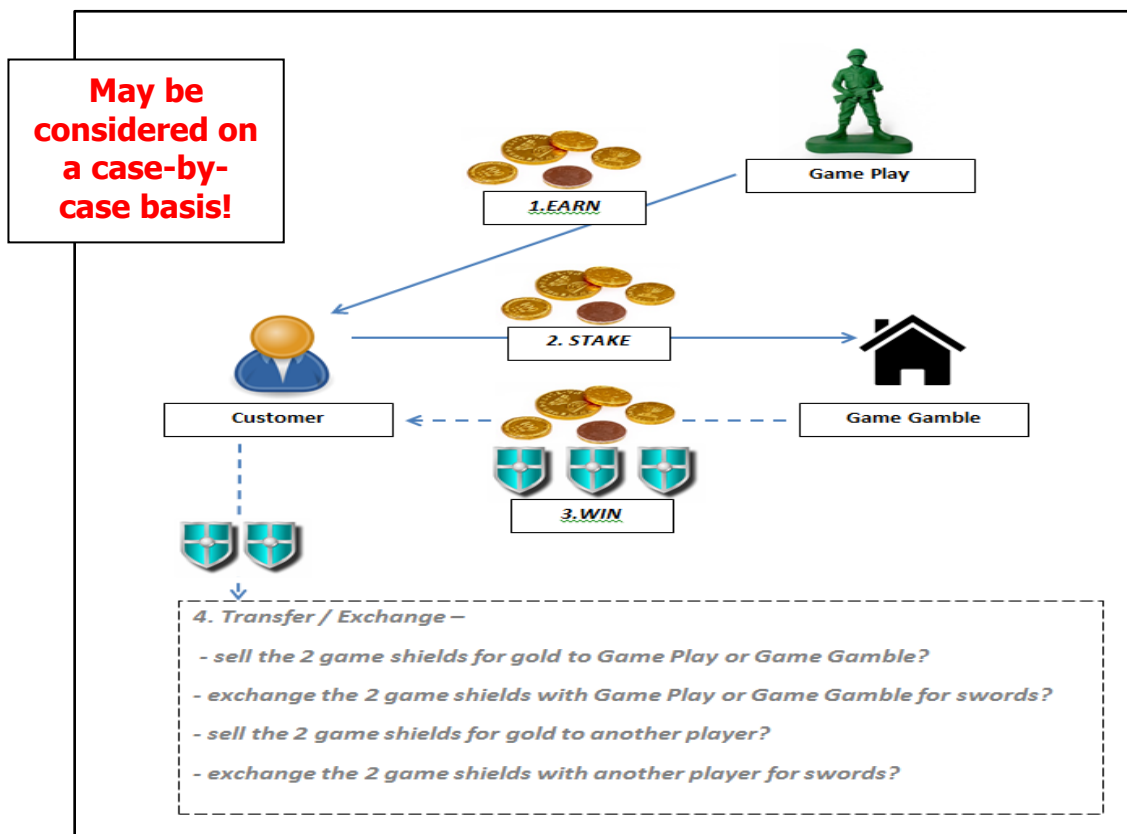 May be
considered on
a case-by-
case basis!
Game Play
1.EARN
2. STAKE
Customer
Game Gamble
3.WIN
4. Transfer / Exchange –
- sell the 2 game shields for gold to Game Play or Game Gamble?
- exchange the 2 game shields with Game Play or Game Gamble for swords?
- sell the 2 game shields for gold to another player?
- exchange the 2 game shields with another player for swords?